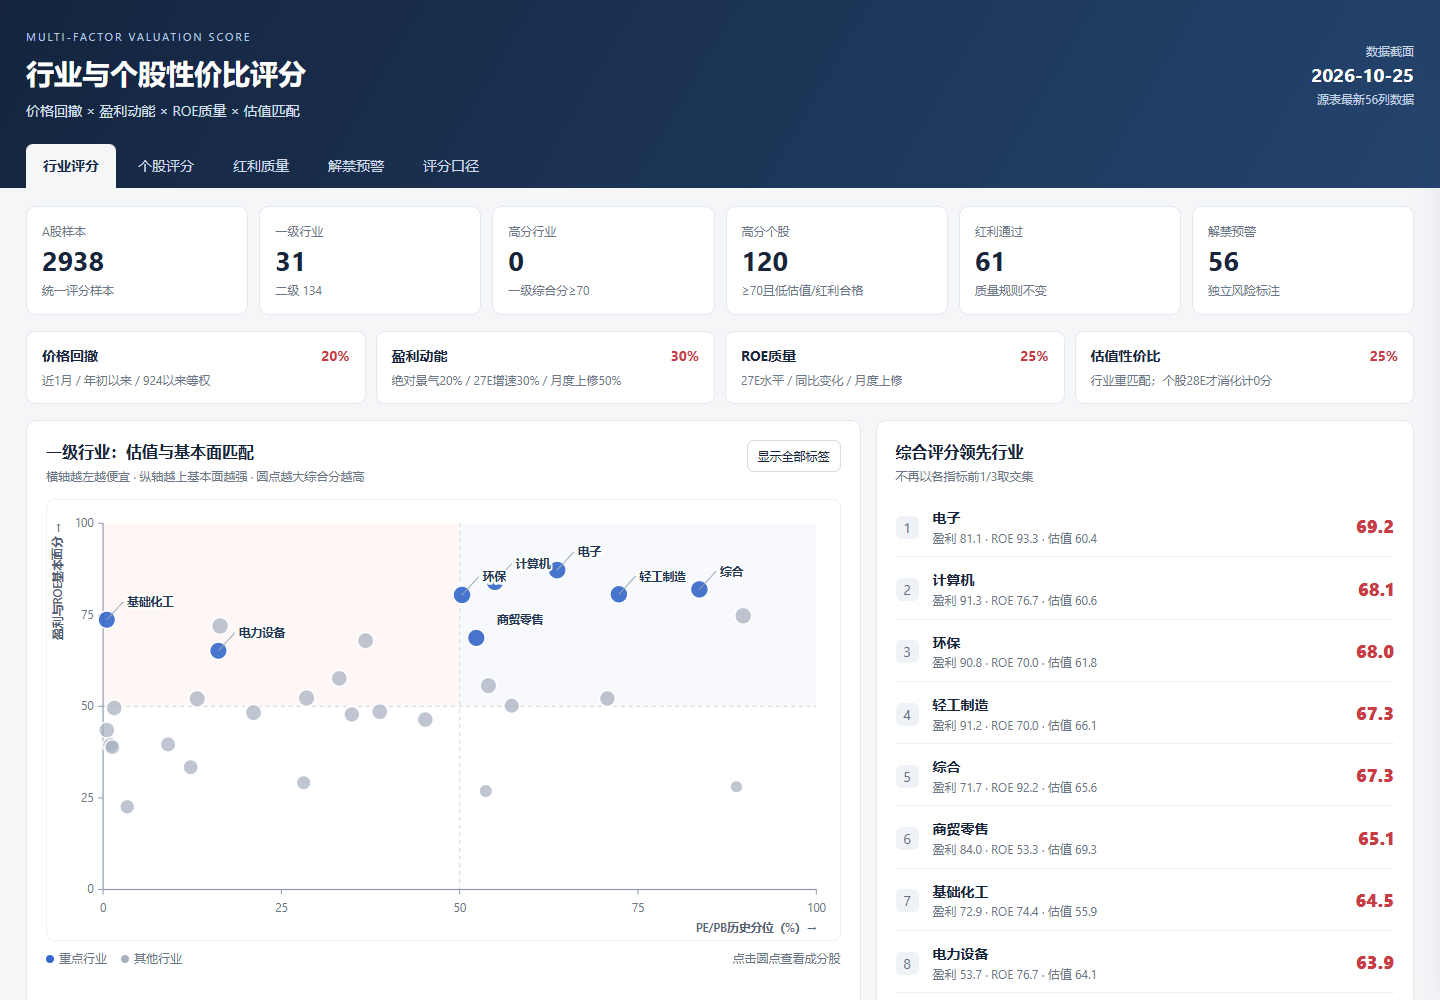 MULTI-FACTOR VALUATION SCORE
行业与个股性价比评分
价格回撤 × 盈利动能 × ROE质量 × 估值匹配
数据截面
2026-10-25
源表最新56列数据
行业评分
个股评分
红利质量
解禁预警
评分口径
A股样本
2938
统一评分样本
一级行业
31
二级 134
高分行业
0
一级综合分≥70
高分个股
120
≥70且低估值/红利合格
红利通过
61
质量规则不变
解禁预警
56
独立风险标注
价格回撤 20%
近1月 / 年初以来 / 924以来等权
盈利动能 30%
绝对景气20% / 27E增速30% / 月度上修50%
ROE质量 25%
27E水平 / 同比变化 / 月度上修
估值性价比 25%
行业重匹配；个股28E才消化计0分
一级行业：估值与基本面匹配
横轴越左越便宜 · 纵轴越上基本面越强 · 圆点越大综合分越高
显示全部标签
盈利与ROE基本面分 →
100
75
50
25
0
0
25
50
75
100
PE/PB历史分位（%）→
基础化工
电力设备
环保
计算机
电子
轻工制造
综合
商贸零售
重点行业
其他行业
点击圆点查看成分股
综合评分领先行业
不再以各指标前1/3取交集
1 电子 69.2
盈利 81.1 · ROE 93.3 · 估值 60.4
2 计算机 68.1
盈利 91.3 · ROE 76.7 · 估值 60.6
3 环保 68.0
盈利 90.8 · ROE 70.0 · 估值 61.8
4 轻工制造 67.3
盈利 91.2 · ROE 70.0 · 估值 66.1
5 综合 67.3
盈利 71.7 · ROE 92.2 · 估值 65.6
6 商贸零售 65.1
盈利 84.0 · ROE 53.3 · 估值 69.3
7 基础化工 64.5
盈利 72.9 · ROE 74.4 · 估值 55.9
8 电力设备 63.9
盈利 53.7 · ROE 76.7 · 估值 64.1